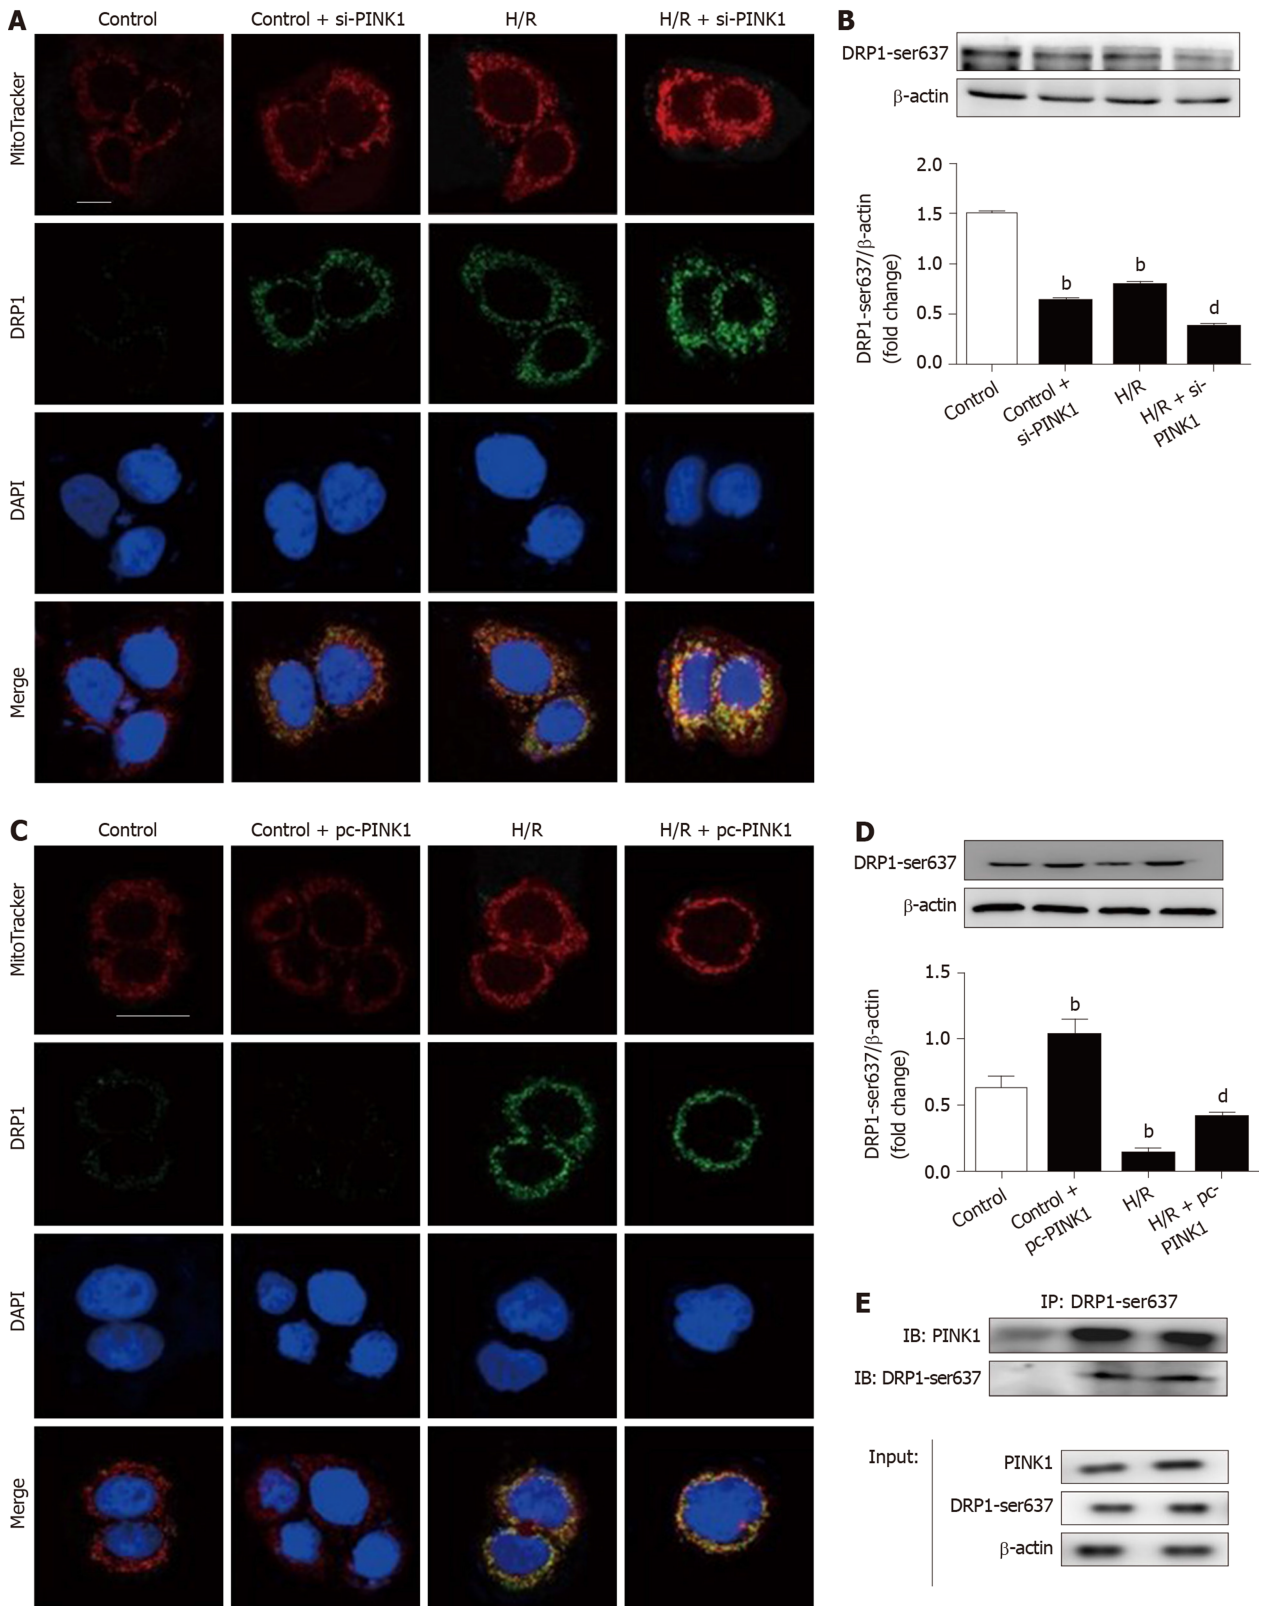 A
Control
Control + si-PINK1
H/R
H/R + si-PINK1
MitoTracker
DRP1
DAPI
Merge
B
DRP1-ser637
β-actin
DRP1-ser637/β-actin
(fold change)
2.0
1.5
1.0
0.5
0.0
b
b
d
Control
Control +
si-PINK1
H/R
H/R + si-
PINK1
C
Control
Control + pc-PINK1
H/R
H/R + pc-PINK1
MitoTracker
DRP1
DAPI
Merge
D
DRP1-ser637
β-actin
DRP1-ser637/β-actin
(fold change)
1.5
1.0
0.5
0.0
b
b
d
Control
Control +
pc-PINK1
H/R
H/R + pc-
PINK1
E
IP: DRP1-ser637
IB: PINK1
IB: DRP1-ser637
Input:
PINK1
DRP1-ser637
β-actin